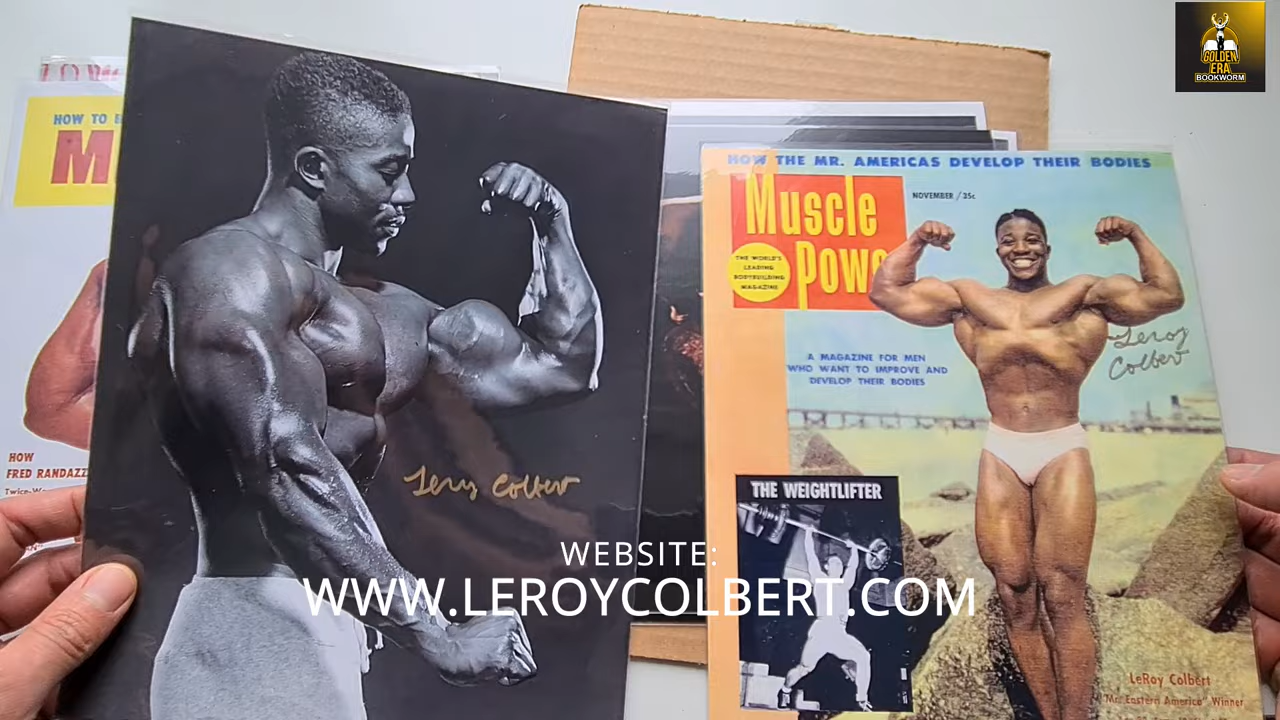 GOLDEN
ERA
BOOKWORM
HOW TO
M
HOW
FRED RANDAZZ
Leroy Colbert
HOW THE MR. AMERICAS DEVELOP THEIR BODIES
Muscle
Powe
NOVEMBER / 35c
THE WORLD'S
LEADING
BODYBUILDING
MAGAZINE
A MAGAZINE FOR MEN
WHO WANT TO IMPROVE AND
DEVELOP THEIR BODIES
Leroy
Colbert
THE WEIGHTLIFTER
LeRoy Colbert
"Mr. Eastern America" Winner
WEBSITE:
WWW.LEROYCOLBERT.COM